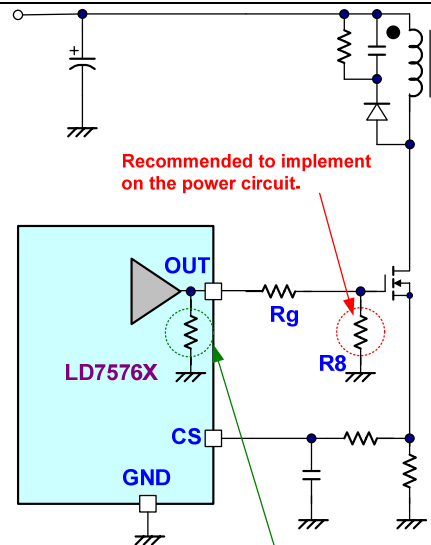 +
Recommended to implement
on the power circuit.
OUT
Rg
R8
LD7576X
CS
GND